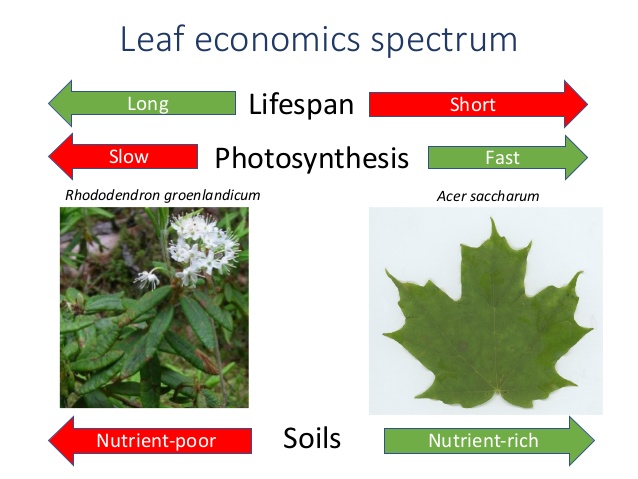 Leaf economics spectrum
Long Lifespan Short
Slow Photosynthesis Fast
Rhododendron groenlandicum Acer saccharum
Nutrient-poor Soils Nutrient-rich